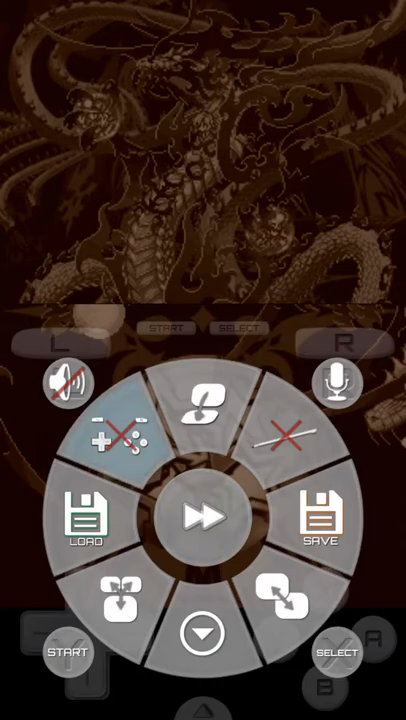 START SELECT
L R
LOAD SAVE
START Y X SELECT
A
B